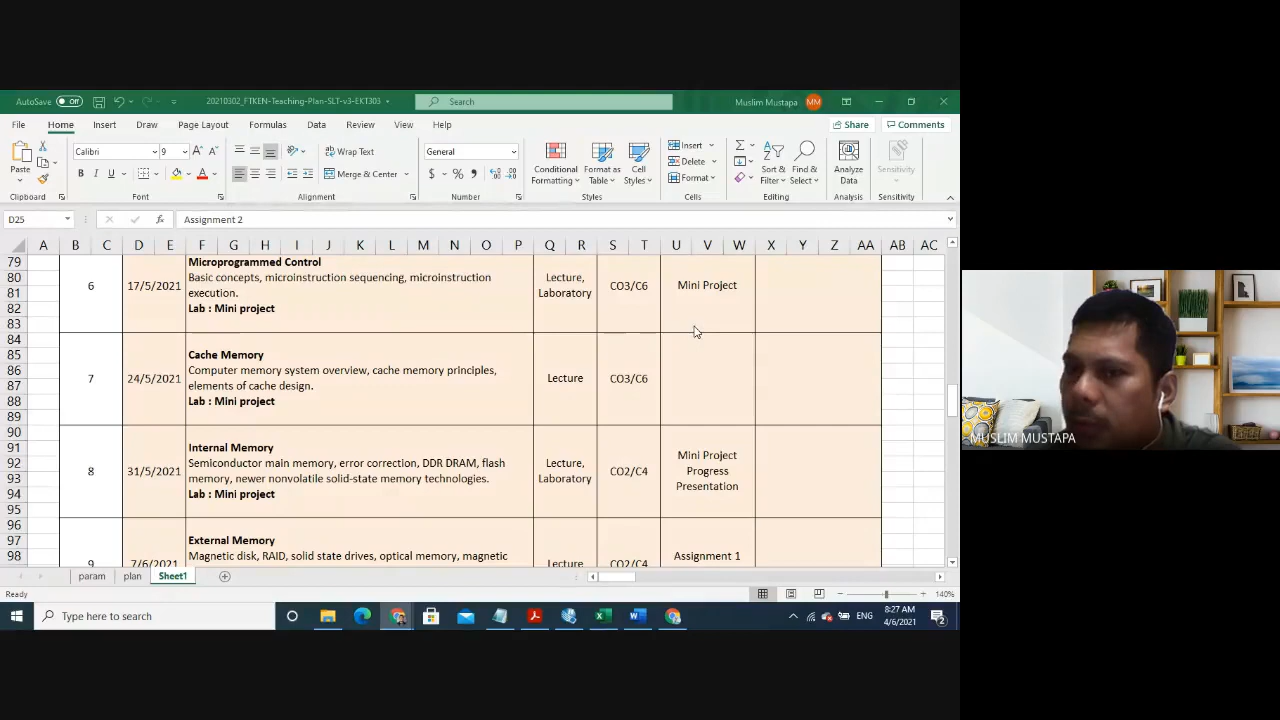 AutoSave Off
20210302_FTKEN-Teaching-Plan-SLT-v3-EKT303
Search
Muslim Mustapa MM
File Home Insert Draw Page Layout Formulas Data Review View Help
Share Comments
Paste
Clipboard
Calibri 9
B I U
Font
Wrap Text
Merge & Center
Alignment
General
$ % 9
Number
Conditional Formatting
Format as Table
Cell Styles
Styles
Insert
Delete
Format
Cells
Sort & Filter
Find & Select
Editing
Analyze Data
Analysis
Sensitivity
Sensitivity
D25 fx Assignment 2
A B C D E F G H I J K L M N O P Q R S T U V W X Y Z AA AB AC
79 Microprogrammed Control
80 Basic concepts, microinstruction sequencing, microinstruction Lecture,
6 17/5/2021 CO3/C6 Mini Project
81 execution. Laboratory
82 Lab : Mini project
83
84
85 Cache Memory
86 Computer memory system overview, cache memory principles,
7 24/5/2021 Lecture CO3/C6
87 elements of cache design.
88 Lab : Mini project
89
90
91 Internal Memory Mini Project
92 Semiconductor main memory, error correction, DDR DRAM, flash Lecture,
8 31/5/2021 CO2/C4 Progress
93 memory, newer nonvolatile solid-state memory technologies. Laboratory
94 Lab : Mini project Presentation
95
96
97 External Memory
98 Magnetic disk, RAID, solid state drives, optical memory, magnetic Assignment 1
9 7/6/2021 Lecture CO2/C4
param plan Sheet1
Ready 140%
Type here to search
ENG
8:27 AM
4/6/2021
2
MUSLIM MUSTAPA